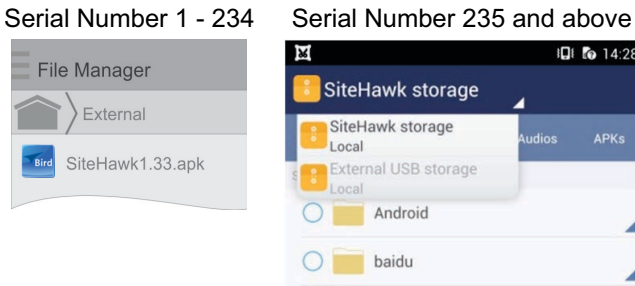 Serial Number 1 - 234
Serial Number 235 and above
File Manager
External
Bird
SiteHawk1.33.apk
14:28
SiteHawk storage
SiteHawk storage
Local
Audios
APKs
External USB storage
Local
S
Android
baidu